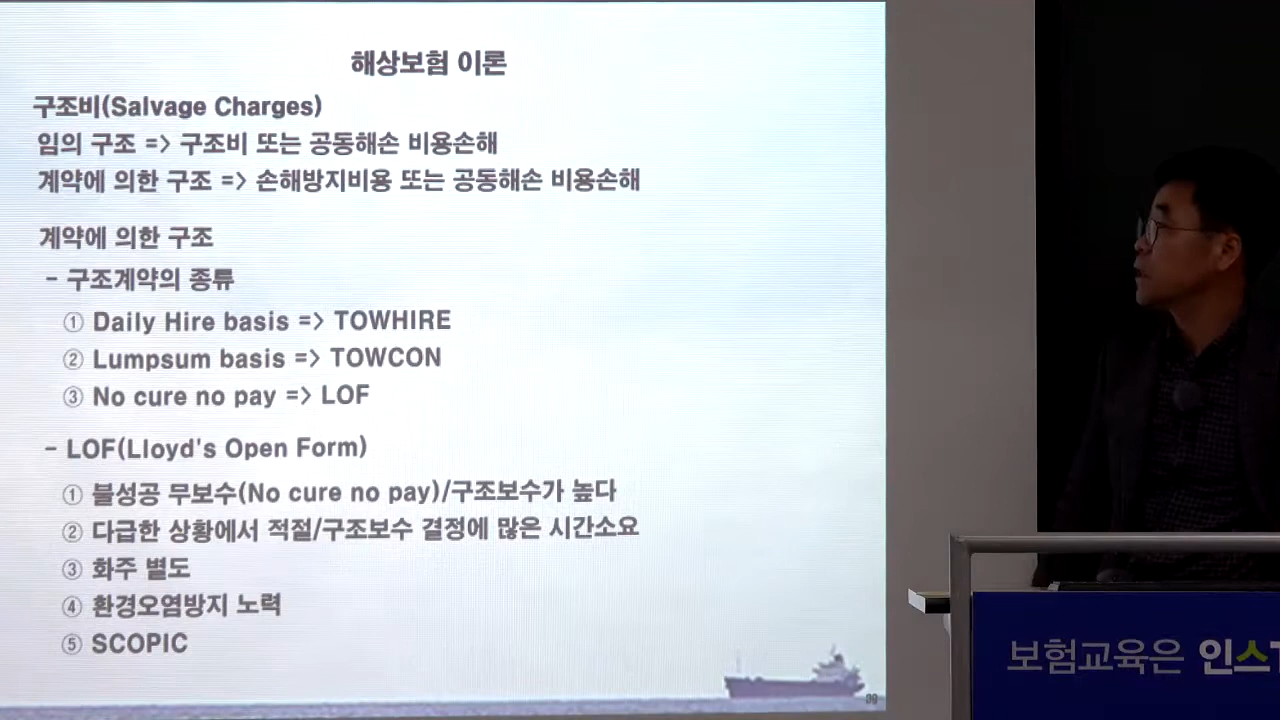 해상보험 이론
구조비(Salvage Charges)
임의 구조 => 구조비 또는 공동해손 비용손해
계약에 의한 구조 => 손해방지비용 또는 공동해손 비용손해
계약에 의한 구조
- 구조계약의 종류
① Daily Hire basis => TOWHIRE
② Lumpsum basis => TOWCON
③ No cure no pay => LOF
- LOF(Lloyd's Open Form)
① 불성공 무보수(No cure no pay)/구조보수가 높다
② 다급한 상황에서 적절/구조보수 결정에 많은 시간소요
③ 화주 별도
④ 환경오염방지 노력
⑤ SCOPIC
보험교육은 인스